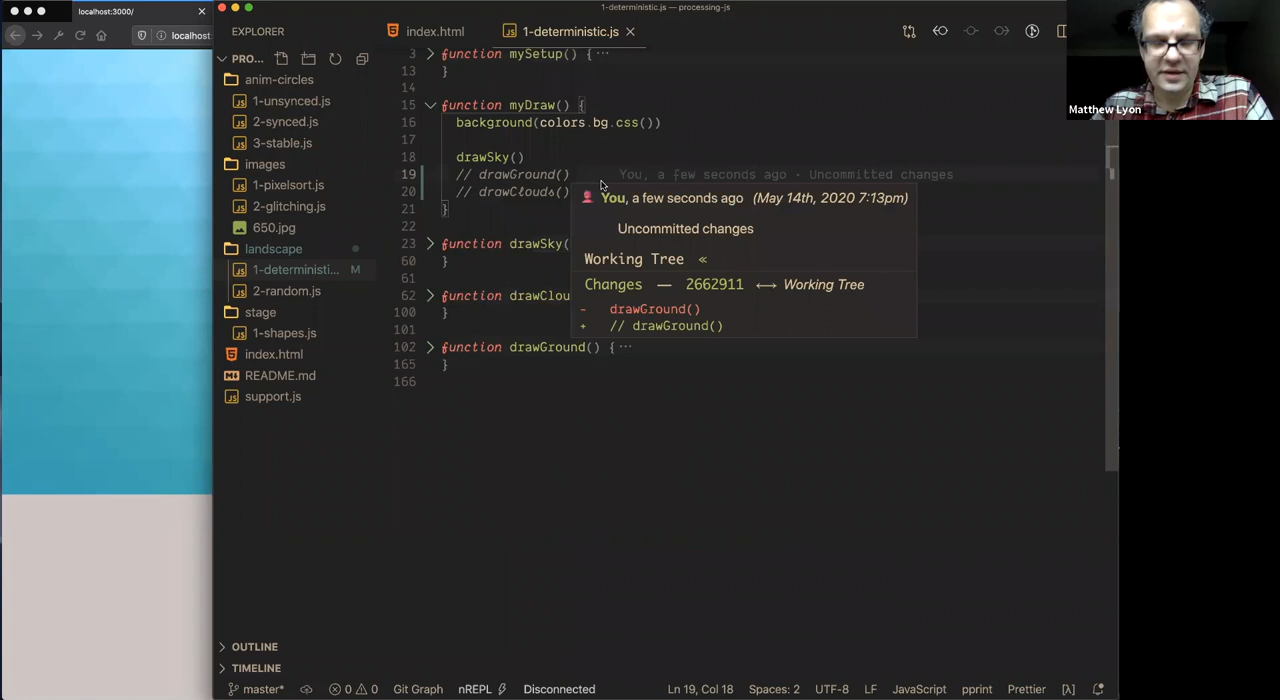 localhost:3000/
1-deterministic.js — processing-js
localhost
EXPLORER
index.html
1-deterministic.js
PRO...
anim-circles
1-unsynced.js
2-synced.js
3-stable.js
images
1-pixelsort.js
2-glitching.js
650.jpg
landscape
1-deterministi... M
2-random.js
stage
1-shapes.js
index.html
README.md
support.js
OUTLINE
TIMELINE
3 function mySetup() { ···
13 }
14
15 function myDraw() {
16 background(colors.bg.css())
17
18 drawSky()
19 // drawGround() You, a few seconds ago · Uncommitted changes
20 // drawClouds()
21 }
22
23 function drawSky(
60 }
61
62 function drawClou
100 }
101
102 function drawGround() { ···
165 }
166
You, a few seconds ago (May 14th, 2020 7:13pm)
Uncommitted changes
Working Tree «
Changes — 2662911 ⟷ Working Tree
- drawGround()
+ // drawGround()
Matthew Lyon
master* 0 0 Git Graph nREPL Disconnected Ln 19, Col 18 Spaces: 2 UTF-8 LF JavaScript pprint Prettier [λ]